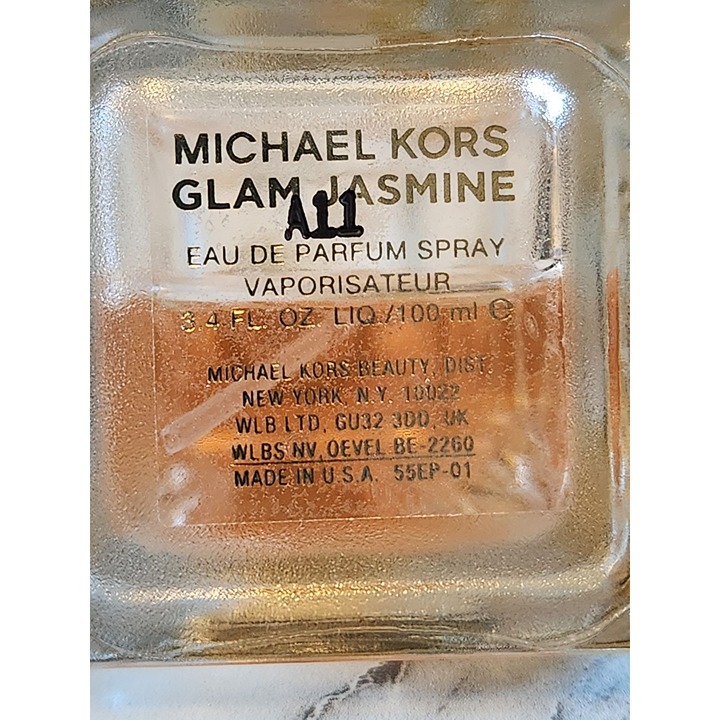 MICHAEL KORS
GLAM JASMINE
A11
EAU DE PARFUM SPRAY
VAPORISATEUR
3.4 FL. OZ. LIQ./100 ml ℮
MICHAEL KORS BEAUTY, DIST.
NEW YORK, N.Y. 10022
WLB LTD, GU32 3DD, UK
WLBS NV, OEVEL BE-2260
MADE IN U.S.A. 55EP-01